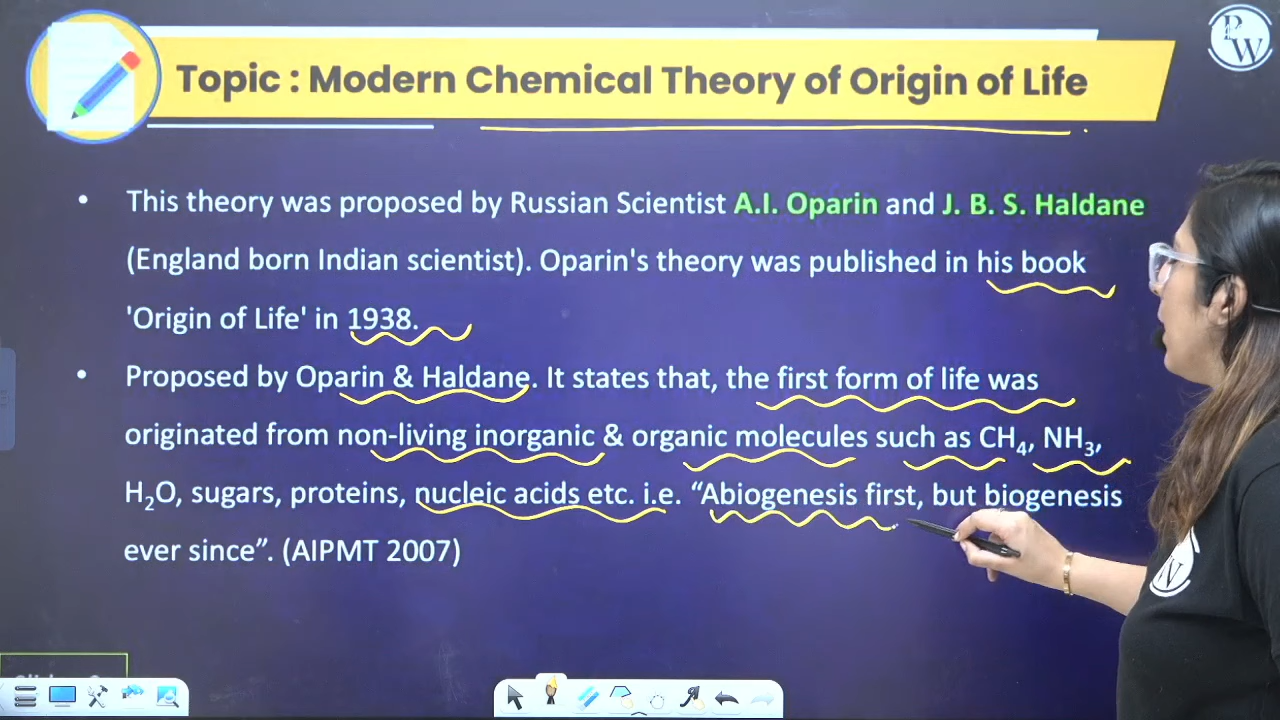 PW
Topic : Modern Chemical Theory of Origin of Life
• This theory was proposed by Russian Scientist A.I. Oparin and J. B. S. Haldane
(England born Indian scientist). Oparin's theory was published in his book
'Origin of Life' in 1938.
• Proposed by Oparin & Haldane. It states that, the first form of life was
originated from non-living inorganic & organic molecules such as CH₄, NH₃,
H₂O, sugars, proteins, nucleic acids etc. i.e. “Abiogenesis first, but biogenesis
ever since”. (AIPMT 2007)